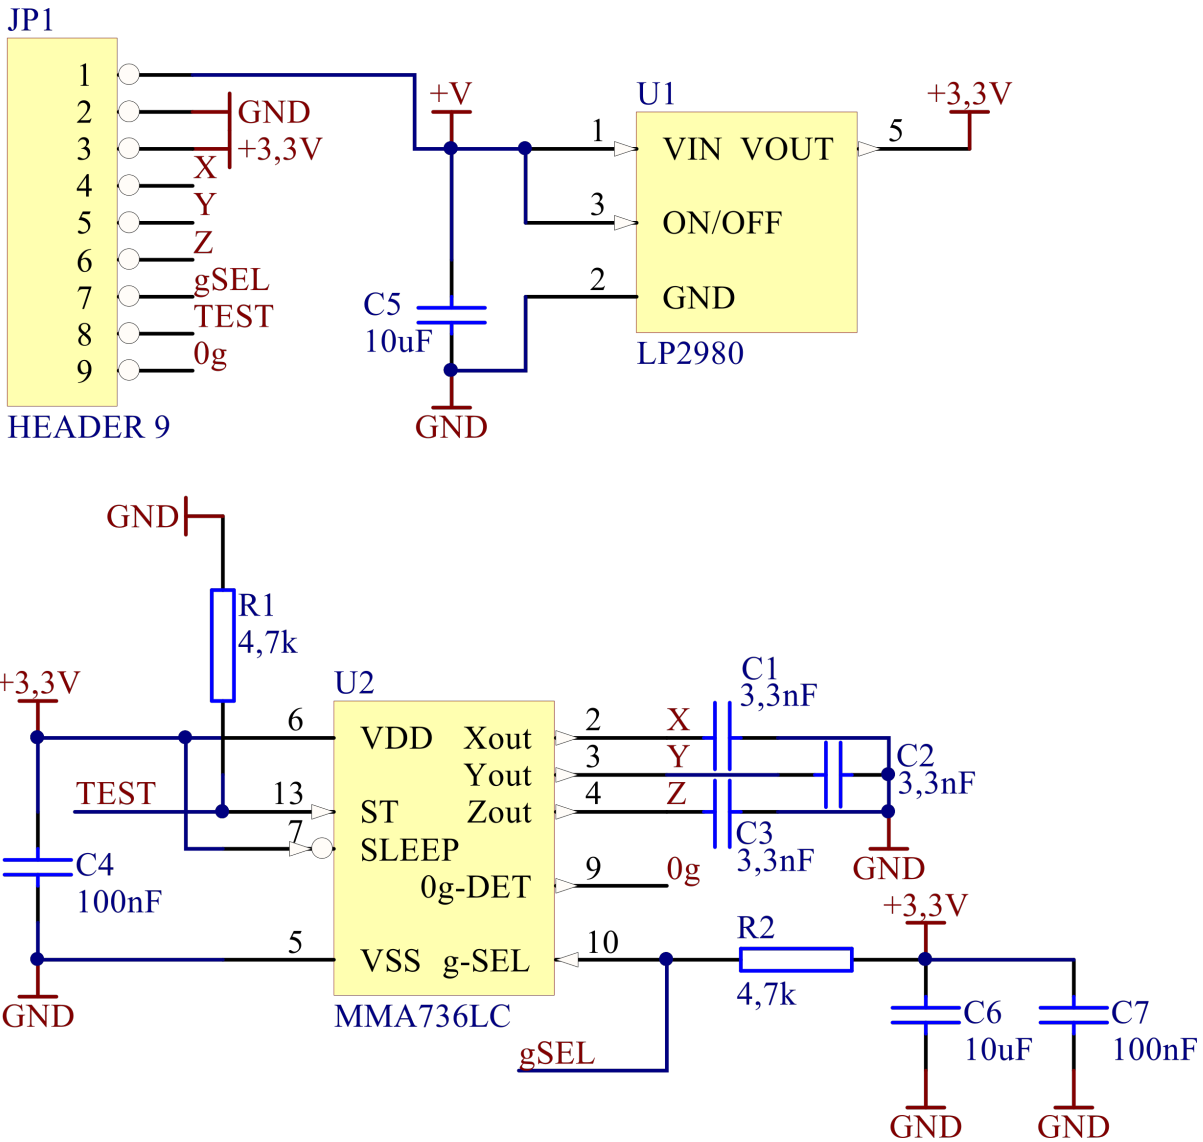 JP1
1
2 GND
3 +3,3V
4 X
5 Y
6 Z
7 gSEL
8 TEST
9 0g
HEADER 9
+V
C5
10uF
GND
U1
1 VIN VOUT 5
3 ON/OFF
2 GND
LP2980
+3,3V
GND
R1
4,7k
+3,3V
TEST
C4
100nF
GND
U2
6 VDD Xout 2 X
Yout 3 Y
13 ST Zout 4 Z
7 SLEEP
0g-DET 9 0g
5 VSS g-SEL 10
MMA736LC
C1
3,3nF
C2
3,3nF
C3
3,3nF
GND
+3,3V
R2
4,7k
gSEL
C6
10uF
C7
100nF
GND
GND